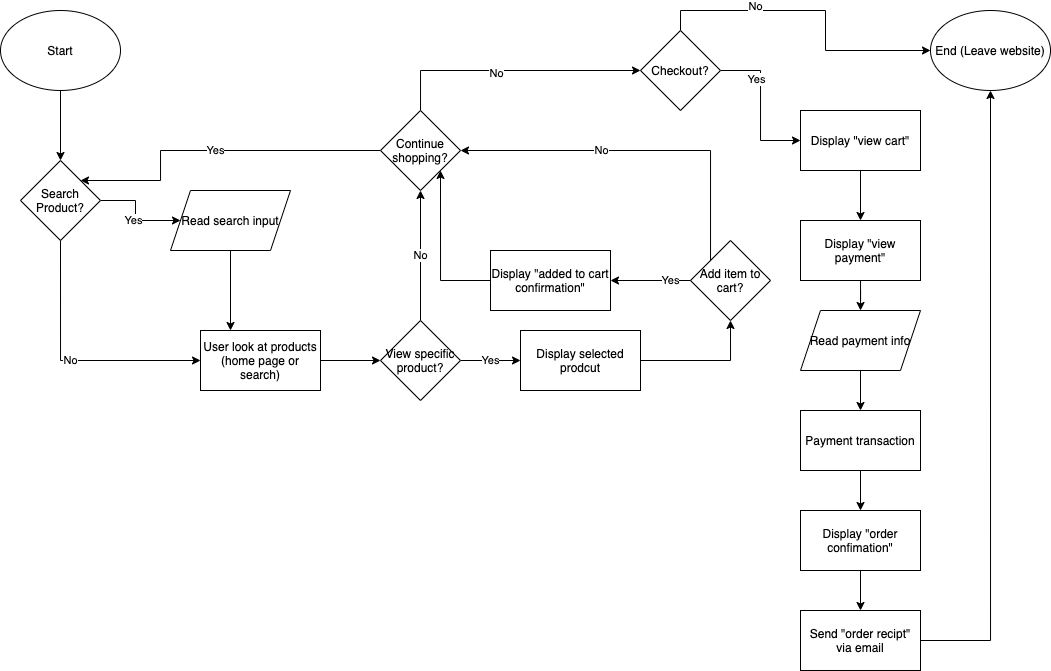 No
Start
Checkout?
End (Leave website)
No
Yes
Continue
shopping?
Display "view cart"
Yes
No
Search
Product?
Yes
Read search input
Display "view
payment"
No
Display "added to cart
confirmation"
Yes
Add item to
cart?
Read payment info
No
User look at products
(home page or
search)
View specific
product?
Yes
Display selected
prodcut
Payment transaction
Display "order
confimation"
Send "order recipt"
via email